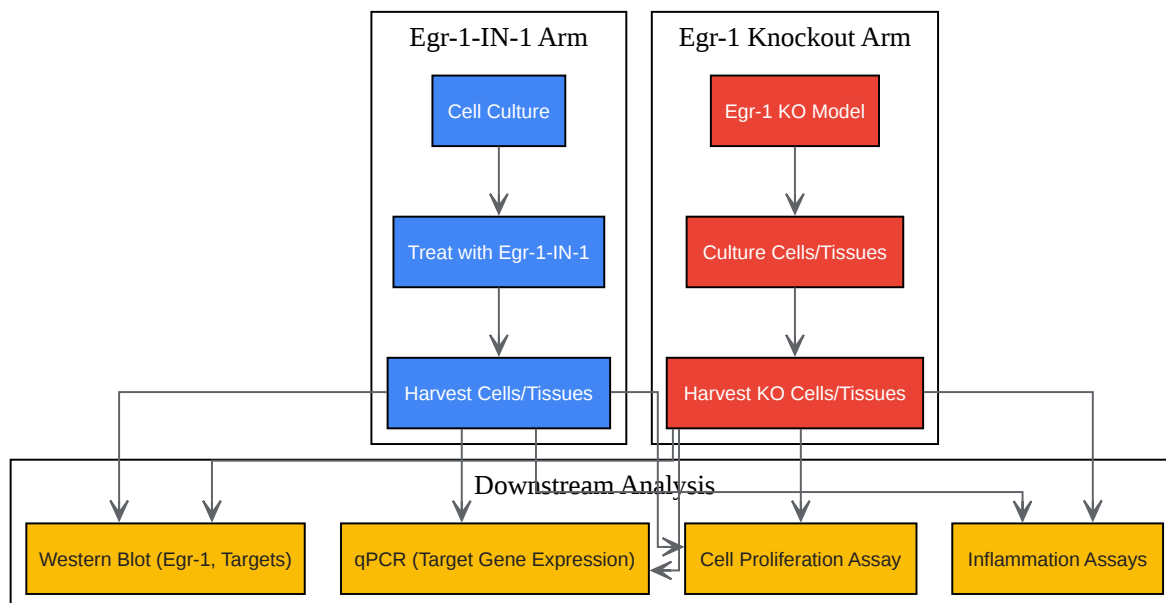 Egr-1-IN-1 Arm
Egr-1 Knockout Arm
Cell Culture
Egr-1 KO Model
Treat with Egr-1-IN-1
Culture Cells/Tissues
Harvest Cells/Tissues
Harvest KO Cells/Tissues
Downstream Analysis
Western Blot (Egr-1, Targets)
qPCR (Target Gene Expression)
Cell Proliferation Assay
Inflammation Assays